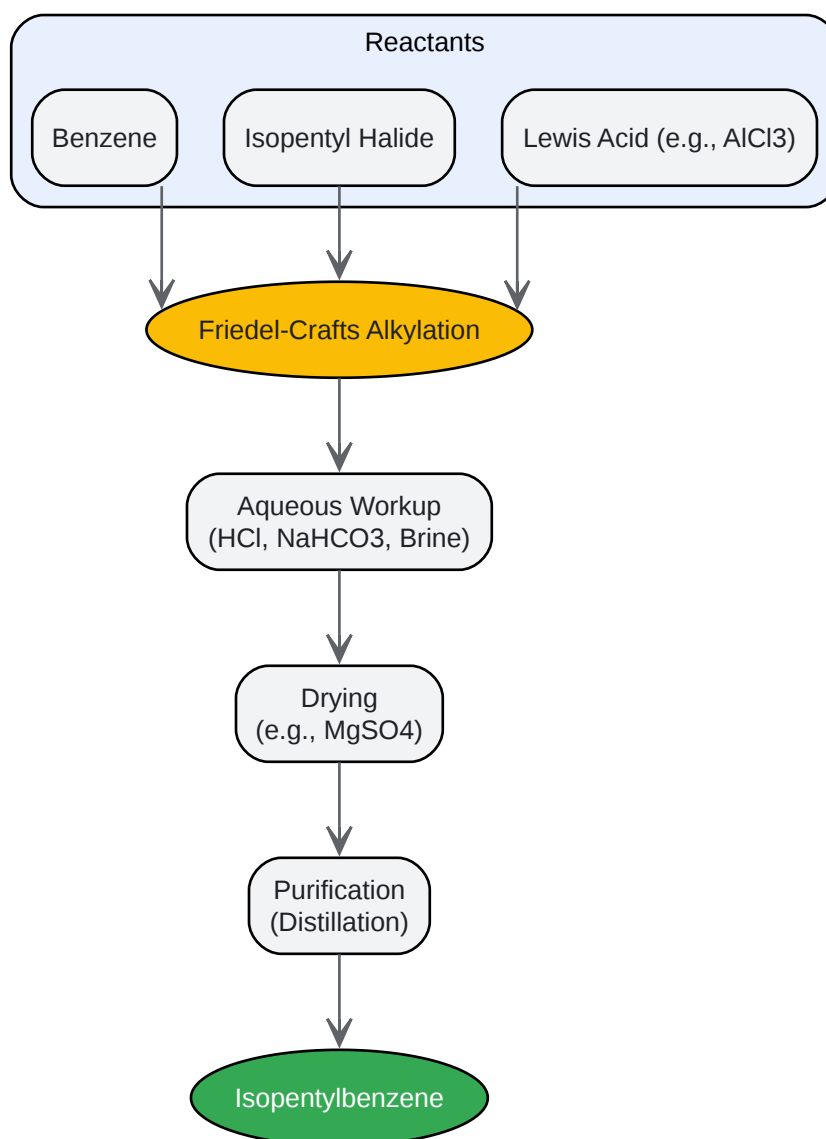 Reactants
Benzene
Isopentyl Halide
Lewis Acid (e.g., AlCl3)
Friedel-Crafts Alkylation
Aqueous Workup
(HCl, NaHCO3, Brine)
Drying
(e.g., MgSO4)
Purification
(Distillation)
Isopentylbenzene